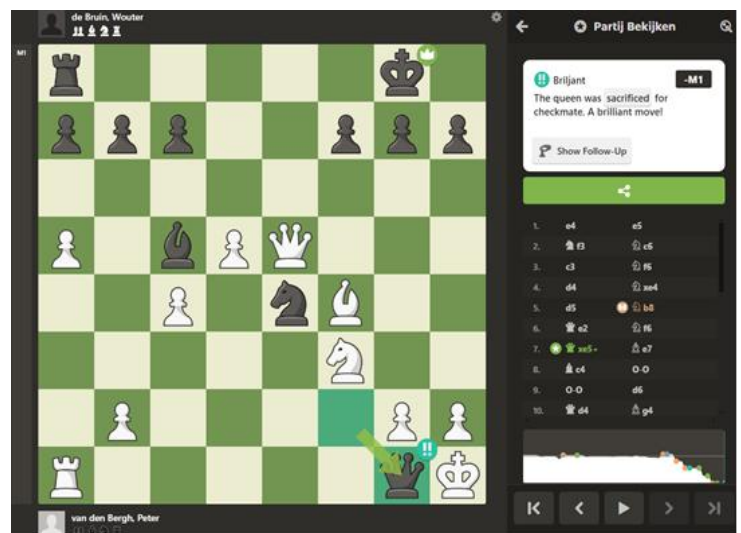 de Bruin, Wouter
M1
van den Bergh, Peter
Partij Bekijken
!! Briljant -M1
The queen was sacrificed for
checkmate. A brilliant move!
Show Follow-Up
1. e4 e5
2. f3 c6
3. c3 f6
4. d4 xe4
5. d5 b8
6. e2 f6
7. xe5+ e7
8. c4 O-O
9. O-O d6
10. d4 g4
!!